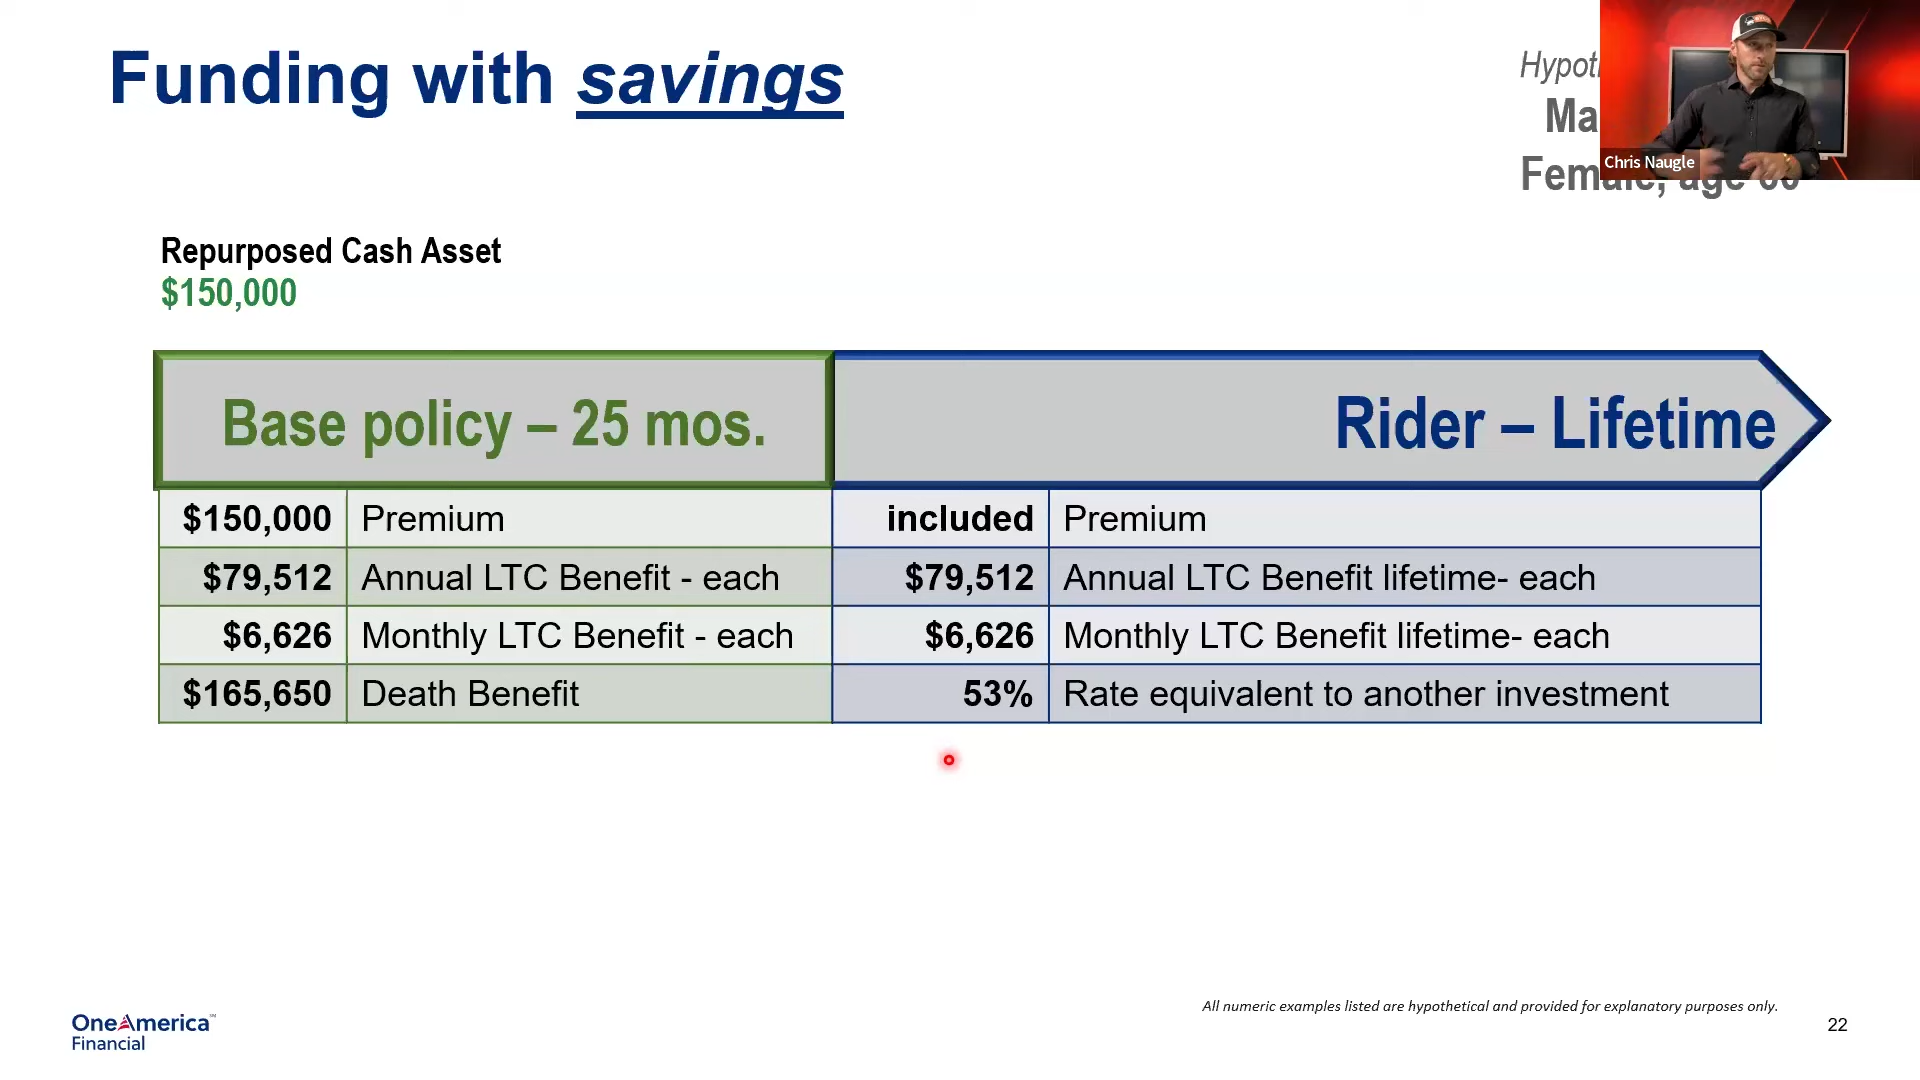 Funding with savings
Chris Naugle
Repurposed Cash Asset
$150,000
Base policy – 25 mos.
Rider – Lifetime
$150,000 Premium included Premium
$79,512 Annual LTC Benefit - each $79,512 Annual LTC Benefit lifetime- each
$6,626 Monthly LTC Benefit - each $6,626 Monthly LTC Benefit lifetime- each
$165,650 Death Benefit 53% Rate equivalent to another investment
All numeric examples listed are hypothetical and provided for explanatory purposes only.
OneAmerica
Financial
22